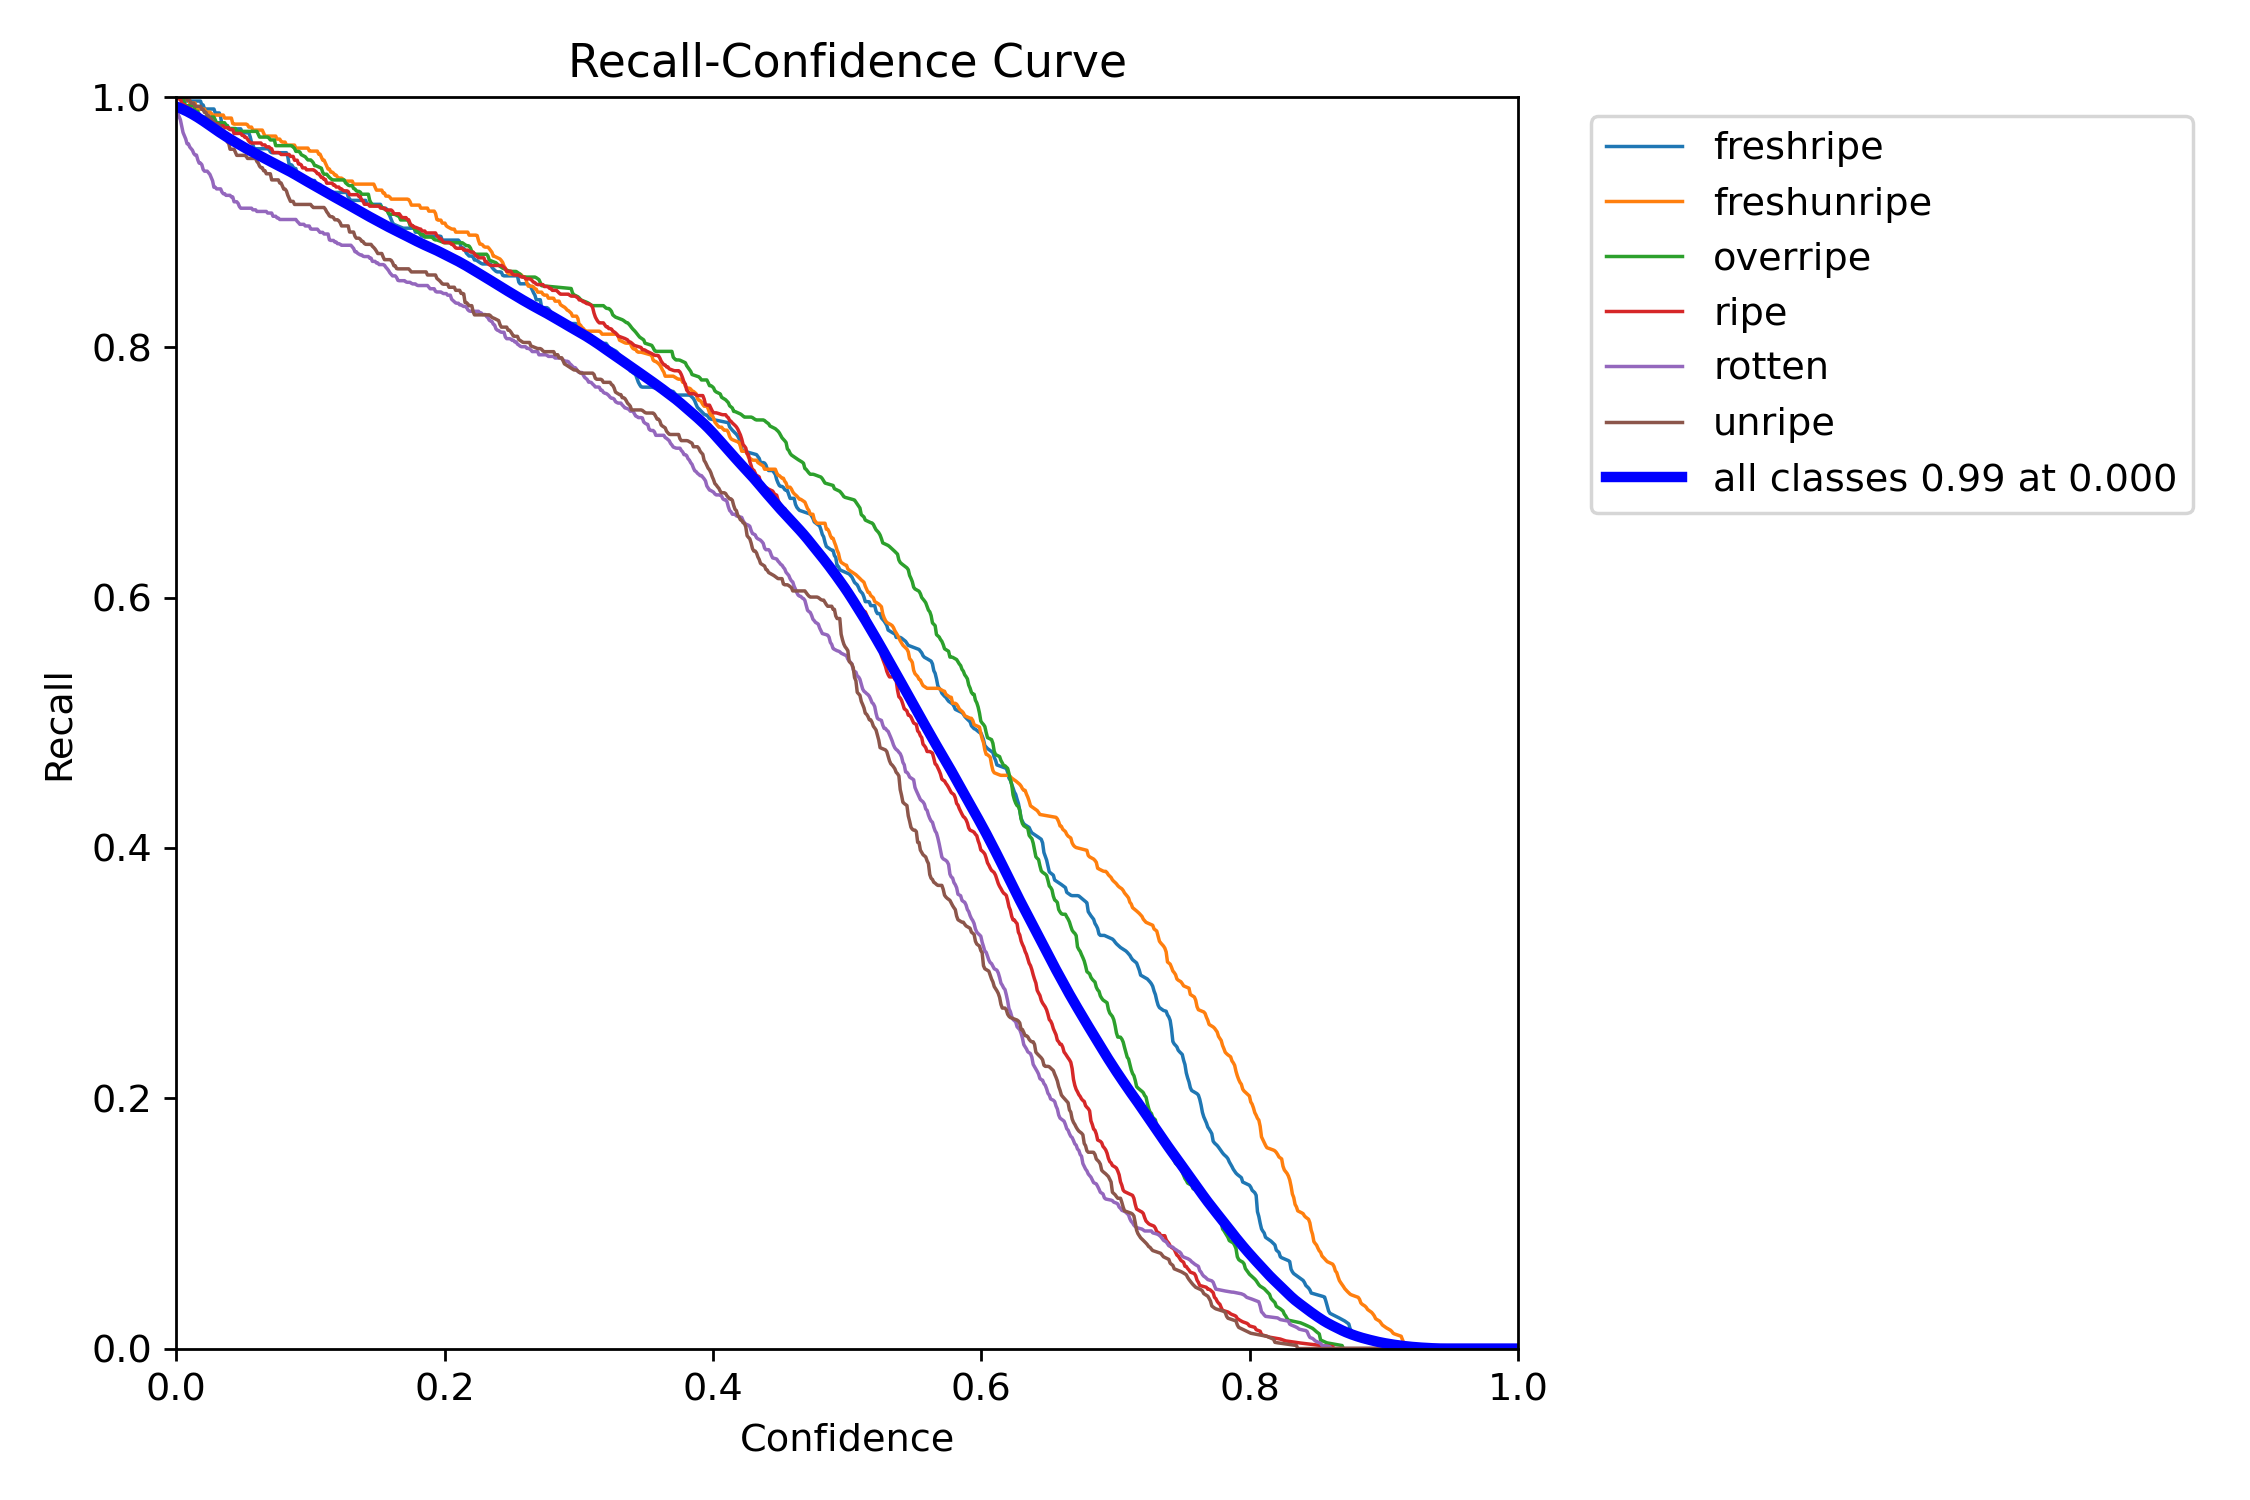 Recall-Confidence Curve
1.0
0.8
0.6
0.4
0.2
0.0
Recall
0.0 0.2 0.4 0.6 0.8 1.0
Confidence
freshripe
freshunripe
overripe
ripe
rotten
unripe
all classes 0.99 at 0.000